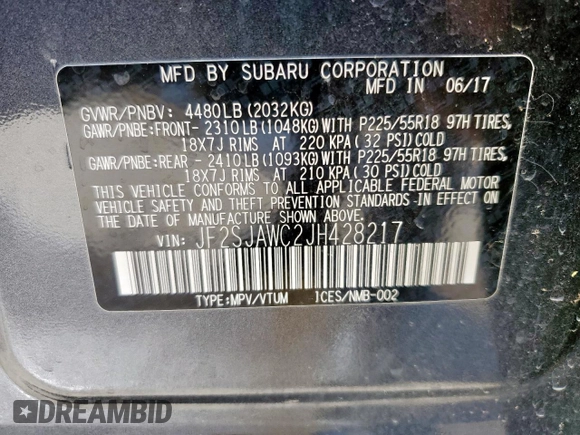 MFD BY SUBARU CORPORATION
MFD IN 06/17
GVWR/PNBV: 4480LB (2032KG)
GAWR/PNBE:FRONT- 2310LB(1048KG)WITH P225/55R18 97H TIRES,
18X7J RIMS AT 220 KPA ( 32 PSI) COLD
GAWR/PNBE:REAR - 2410LB(1093KG)WITH P225/55R18 97H TIRES,
18X7J RIMS AT 210 KPA ( 30 PSI) COLD
THIS VEHICLE CONFORMS TO ALL APPLICABLE FEDERAL MOTOR
VEHICLE SAFETY AND THEFT PREVENTION STANDARDS IN EFFECT ON
THE DATE OF MANUFACTURE SHOWN ABOVE.
VIN: JF2SJAWC2JH428217
TYPE:MPV/VTUM ICES/NMB-002
DREAMBID